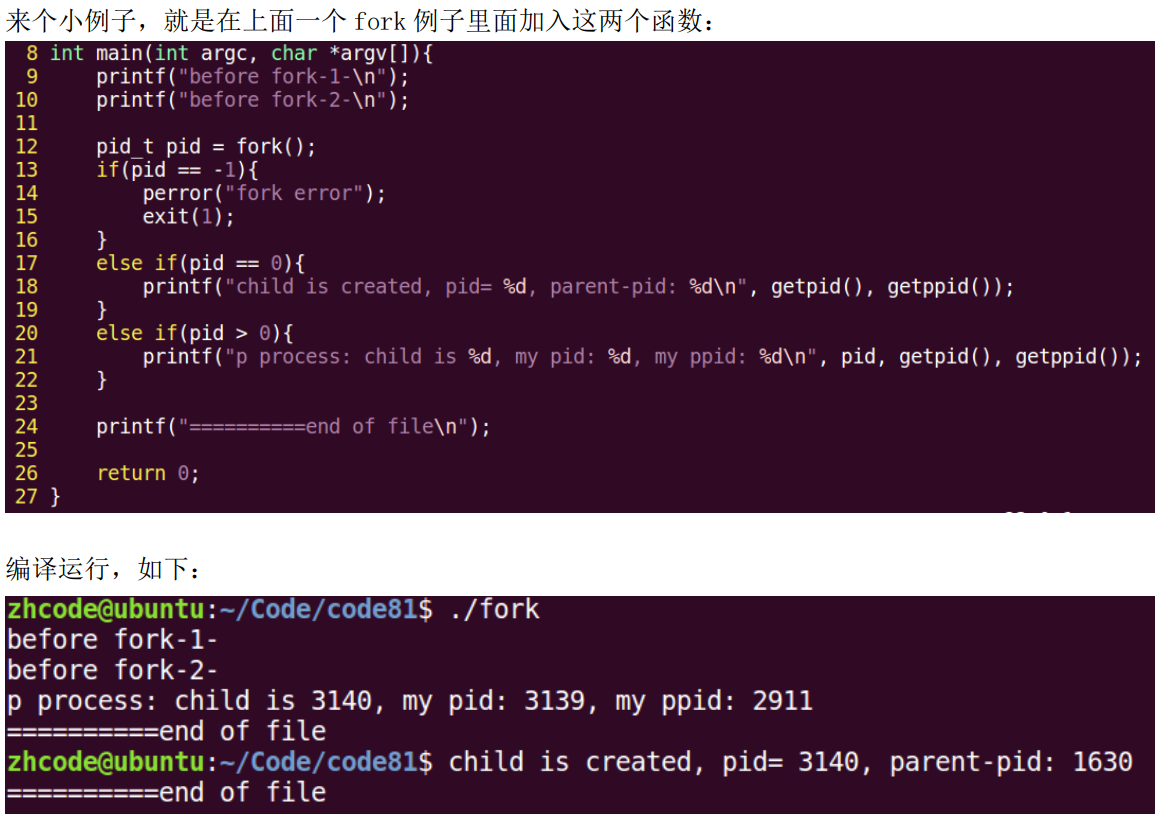 来个小例子，就是在上面一个 fork 例子里面加入这两个函数：
8 int main(int argc, char *argv[]){
9     printf("before fork-1-\n");
10     printf("before fork-2-\n");
11
12     pid_t pid = fork();
13     if(pid == -1){
14         perror("fork error");
15         exit(1);
16     }
17     else if(pid == 0){
18         printf("child is created, pid= %d, parent-pid: %d\n", getpid(), getppid());
19     }
20     else if(pid > 0){
21         printf("p process: child is %d, my pid: %d, my ppid: %d\n", pid, getpid(), getppid());
22     }
23
24     printf("==========end of file\n");
25
26     return 0;
27 }
编译运行，如下：
zhcode@ubuntu:~/Code/code81$ ./fork
before fork-1-
before fork-2-
p process: child is 3140, my pid: 3139, my ppid: 2911
==========end of file
zhcode@ubuntu:~/Code/code81$ child is created, pid= 3140, parent-pid: 1630
==========end of file